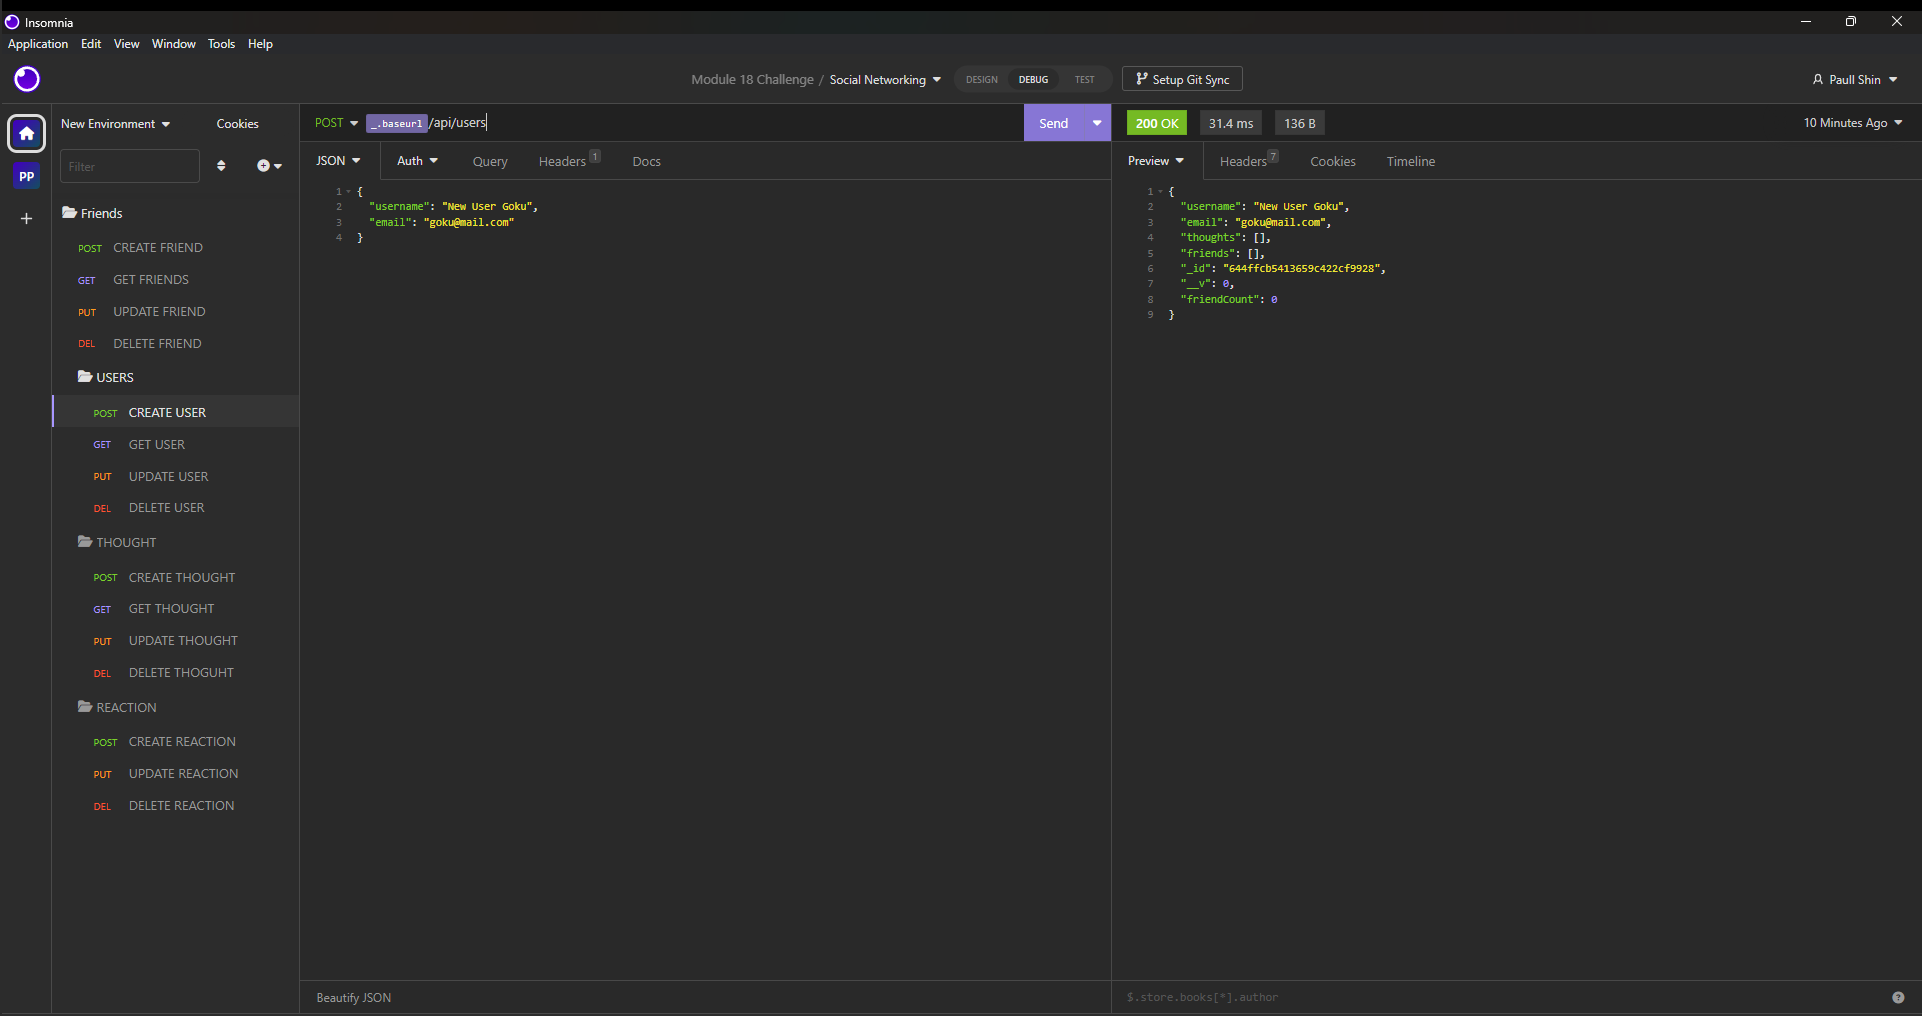 Insomnia
Application Edit View Window Tools Help
Module 18 Challenge / Social Networking DESIGN DEBUG TEST Setup Git Sync Paull Shin
New Environment Cookies
PP
Filter
Friends
POST CREATE FRIEND
GET GET FRIENDS
PUT UPDATE FRIEND
DEL DELETE FRIEND
USERS
POST CREATE USER
GET GET USER
PUT UPDATE USER
DEL DELETE USER
THOUGHT
POST CREATE THOUGHT
GET GET THOUGHT
PUT UPDATE THOUGHT
DEL DELETE THOGUHT
REACTION
POST CREATE REACTION
PUT UPDATE REACTION
DEL DELETE REACTION
POST _.baseurl /api/users Send
JSON Auth Query Headers 1 Docs
1 {
2 "username": "New User Goku",
3 "email": "goku@mail.com"
4 }
Beautify JSON
200 OK 31.4 ms 136 B 10 Minutes Ago
Preview Headers 7 Cookies Timeline
1 {
2 "username": "New User Goku",
3 "email": "goku@mail.com",
4 "thoughts": [],
5 "friends": [],
6 "_id": "644ffcb5413659c422cf9928",
7 "__v": 0,
8 "friendCount": 0
9 }
$.store.books[*].author ?